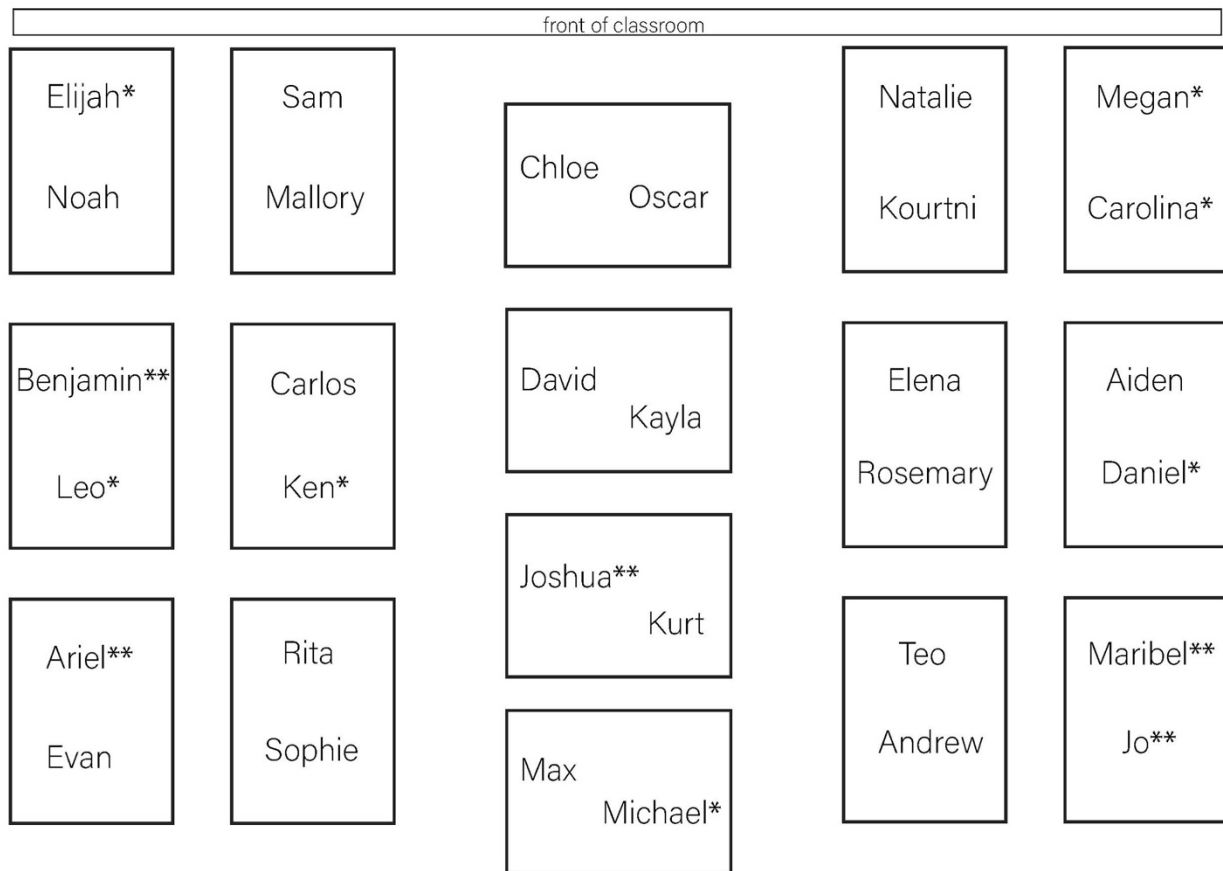 front of classroom
Elijah*
Noah
Sam
Mallory
Chloe
Oscar
Natalie
Kourtni
Megan*
Carolina*
Benjamin**
Leo*
Carlos
Ken*
David
Kayla
Elena
Rosemary
Aiden
Daniel*
Joshua**
Kurt
Ariel**
Evan
Rita
Sophie
Max
Michael*
Teo
Andrew
Maribel**
Jo**